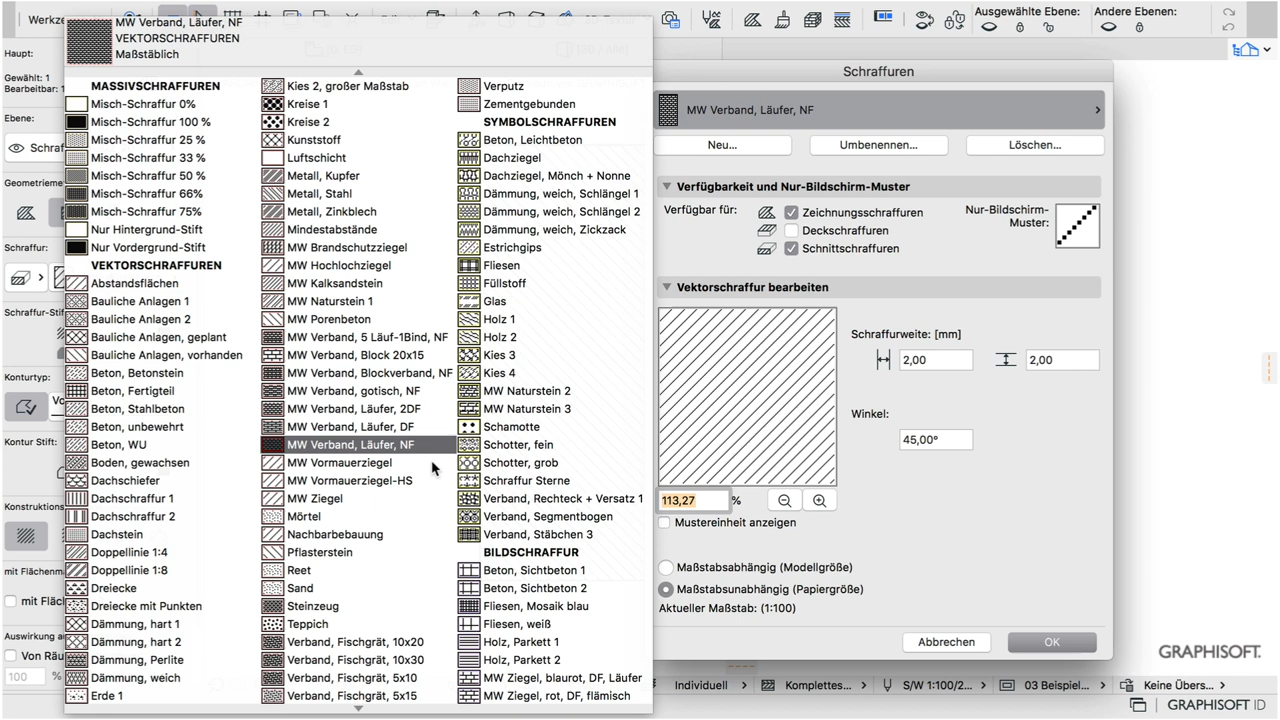 Werkze
Haupt:
Gewählt: 1
Bearbeitbar: 1
Ebene:
Schraf
Geometrieme
Schraffur:
Schraffur-Stif
Konturtyp:
Vo
Kontur Stift:
Konstruktions
mit Flächenm
mit Fläch
Auswirkung au
Von Räu
100 %
MW Verband, Läufer, NF
VEKTORSCHRAFFUREN
Maßstäblich
MASSIVSCHRAFFUREN
Misch-Schraffur 0%
Misch-Schraffur 100 %
Misch-Schraffur 25 %
Misch-Schraffur 33 %
Misch-Schraffur 50 %
Misch-Schraffur 66%
Misch-Schraffur 75%
Nur Hintergrund-Stift
Nur Vordergrund-Stift
VEKTORSCHRAFFUREN
Abstandsflächen
Bauliche Anlagen 1
Bauliche Anlagen 2
Bauliche Anlagen, geplant
Bauliche Anlagen, vorhanden
Beton, Betonstein
Beton, Fertigteil
Beton, Stahlbeton
Beton, unbewehrt
Beton, WU
Boden, gewachsen
Dachschiefer
Dachschraffur 1
Dachschraffur 2
Dachstein
Doppellinie 1:4
Doppellinie 1:8
Dreiecke
Dreiecke mit Punkten
Dämmung, hart 1
Dämmung, hart 2
Dämmung, Perlite
Dämmung, weich
Erde 1
Kies 2, großer Maßstab
Kreise 1
Kreise 2
Kunststoff
Luftschicht
Metall, Kupfer
Metall, Stahl
Metall, Zinkblech
Mindestabstände
MW Brandschutzziegel
MW Hochlochziegel
MW Kalksandstein
MW Naturstein 1
MW Porenbeton
MW Verband, 5 Läuf-1Bind, NF
MW Verband, Block 20x15
MW Verband, Blockverband, NF
MW Verband, gotisch, NF
MW Verband, Läufer, 2DF
MW Verband, Läufer, DF
MW Verband, Läufer, NF
MW Vormauerziegel
MW Vormauerziegel-HS
MW Ziegel
Mörtel
Nachbarbebauung
Pflasterstein
Reet
Sand
Steinzeug
Teppich
Verband, Fischgrät, 10x20
Verband, Fischgrät, 10x30
Verband, Fischgrät, 5x10
Verband, Fischgrät, 5x15
Verputz
Zementgebunden
SYMBOLSCHRAFFUREN
Beton, Leichtbeton
Dachziegel
Dachziegel, Mönch + Nonne
Dämmung, weich, Schlängel 1
Dämmung, weich, Schlängel 2
Dämmung, weich, Zickzack
Estrichgips
Fliesen
Füllstoff
Glas
Holz 1
Holz 2
Kies 3
Kies 4
MW Naturstein 2
MW Naturstein 3
Schamotte
Schotter, fein
Schotter, grob
Schraffur Sterne
Verband, Rechteck + Versatz 1
Verband, Segmentbogen
Verband, Stäbchen 3
BILDSCHRAFFUR
Beton, Sichtbeton 1
Beton, Sichtbeton 2
Fliesen, Mosaik blau
Fliesen, weiß
Holz, Parkett 1
Holz, Parkett 2
MW Ziegel, blaurot, DF, Läufer
MW Ziegel, rot, DF, flämisch
Ausgewählte Ebene:
Andere Ebenen:
Schraffuren
MW Verband, Läufer, NF
Neu...
Umbenennen...
Löschen...
Verfügbarkeit und Nur-Bildschirm-Muster
Verfügbar für:
Zeichnungsschraffuren
Deckschraffuren
Schnittschraffuren
Nur-Bildschirm-
Muster:
Vektorschraffur bearbeiten
Schraffurweite: [mm]
2,00
2,00
Winkel:
45,00°
113,27 %
Mustereinheit anzeigen
Maßstabsabhängig (Modellgröße)
Maßstabsunabhängig (Papiergröße)
Aktueller Maßstab: (1:100)
Abbrechen
OK
GRAPHISOFT.
Individuell
Komplettes...
S/W 1:100/2...
03 Beispiel...
Keine Übers...
GRAPHISOFT ID